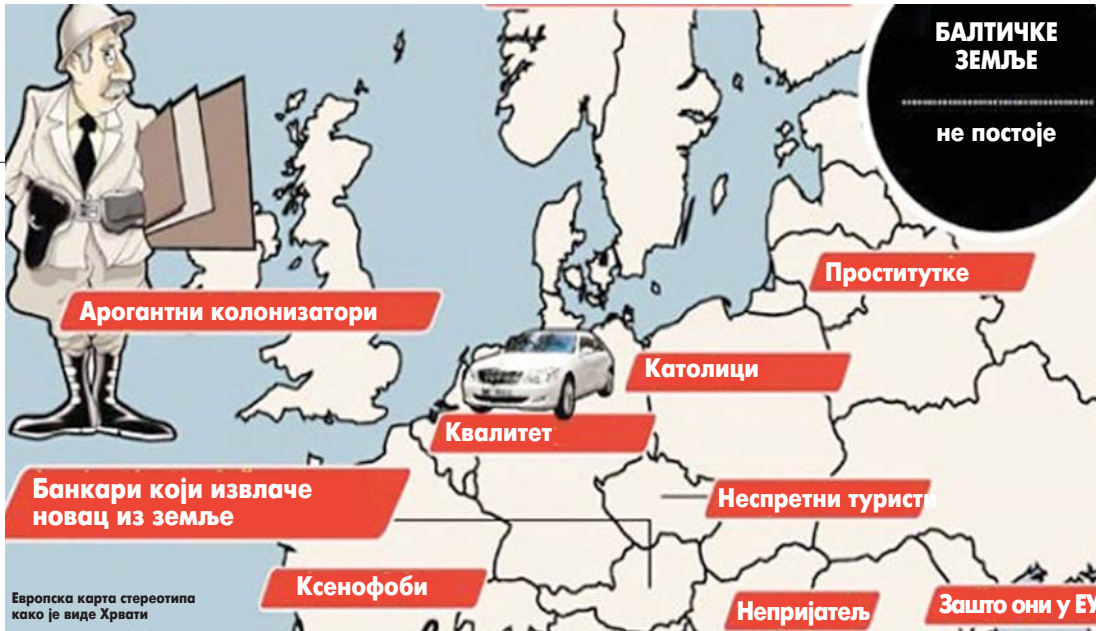 БАЛТИЧКЕ
ЗЕМЉЕ
не постоје
Проститутке
Арогантни колонизатори
Католици
Квалитет
Банкари који извлаче
новац из земље
Неспретни туристи
Ксенофоби
Непријатељ
Зашто они у ЕУ
Европска карта стереотипа
како је виде Хрвати